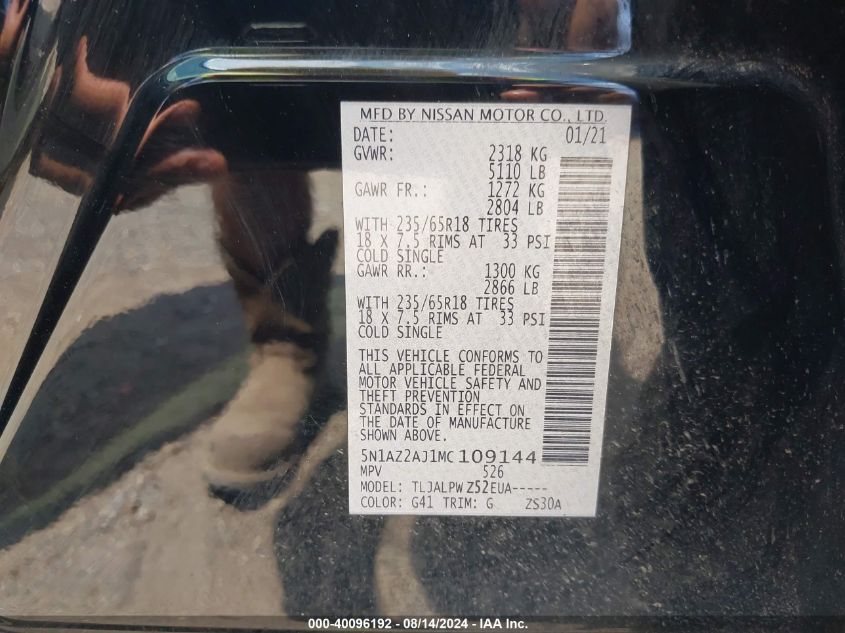 MFD BY NISSAN MOTOR CO., LTD.
DATE: 01/21
GVWR: 2318 KG
5110 LB
GAWR FR.: 1272 KG
2804 LB
WITH 235/65R18 TIRES
18 X 7.5 RIMS AT 33 PSI
COLD SINGLE
GAWR RR.: 1300 KG
2866 LB
WITH 235/65R18 TIRES
18 X 7.5 RIMS AT 33 PSI
COLD SINGLE
THIS VEHICLE CONFORMS TO
ALL APPLICABLE FEDERAL
MOTOR VEHICLE SAFETY AND
THEFT PREVENTION
STANDARDS IN EFFECT ON
THE DATE OF MANUFACTURE
SHOWN ABOVE.
5N1AZ2AJ1MC109144
MPV 526
MODEL: TLJALPWZ52EUA-----
COLOR: G41 TRIM: G ZS30A
000-40096192 - 08/14/2024 - IAA Inc.